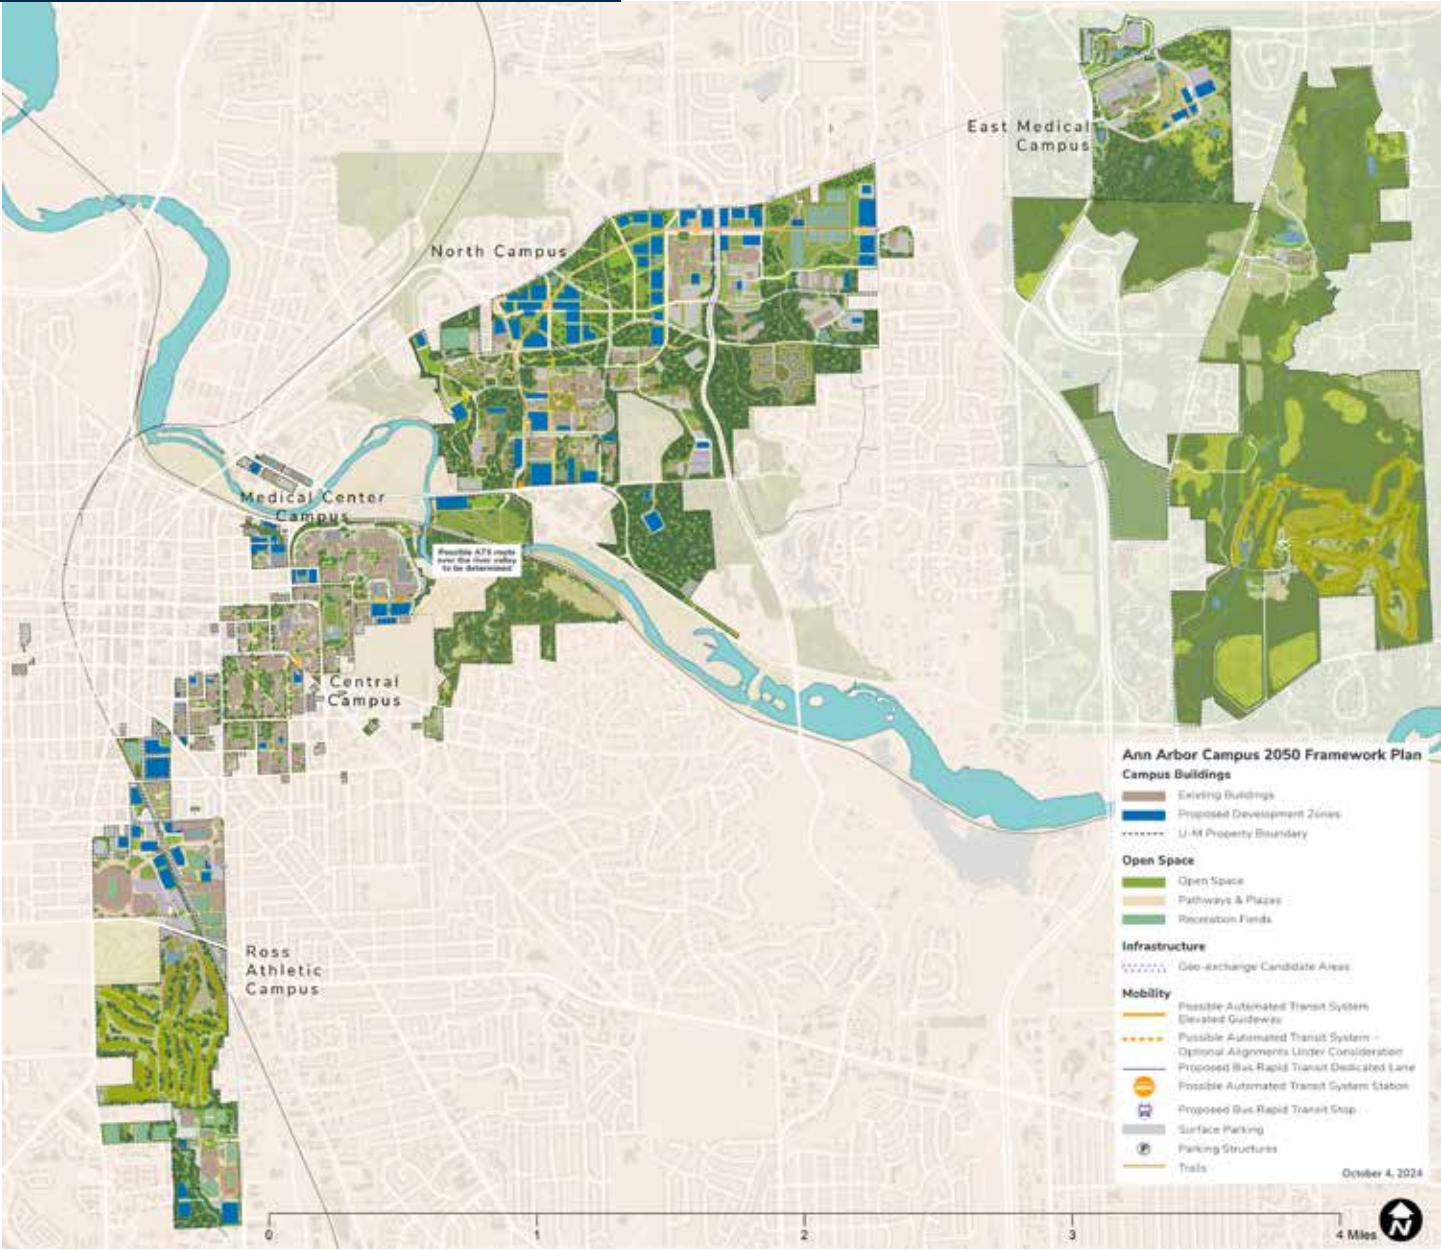 East Medical
Campus
North Campus
Medical Center
Campus
Possible ATS route
over the river valley
to be determined
Central
Campus
Ross
Athletic
Campus
Ann Arbor Campus 2050 Framework Plan
Campus Buildings
Existing Buildings
Proposed Development Zones
U-M Property Boundary
Open Space
Open Space
Pathways & Plazas
Recreation Fields
Infrastructure
Geo-exchange Candidate Areas
Mobility
Possible Automated Transit System
Elevated Guideway
Possible Automated Transit System –
Optional Alignments Under Consideration
Proposed Bus Rapid Transit Dedicated Lane
Possible Automated Transit System Station
Proposed Bus Rapid Transit Stop
Surface Parking
P Parking Structures
Trails
October 4, 2024
0 1 2 3 4 Miles
N